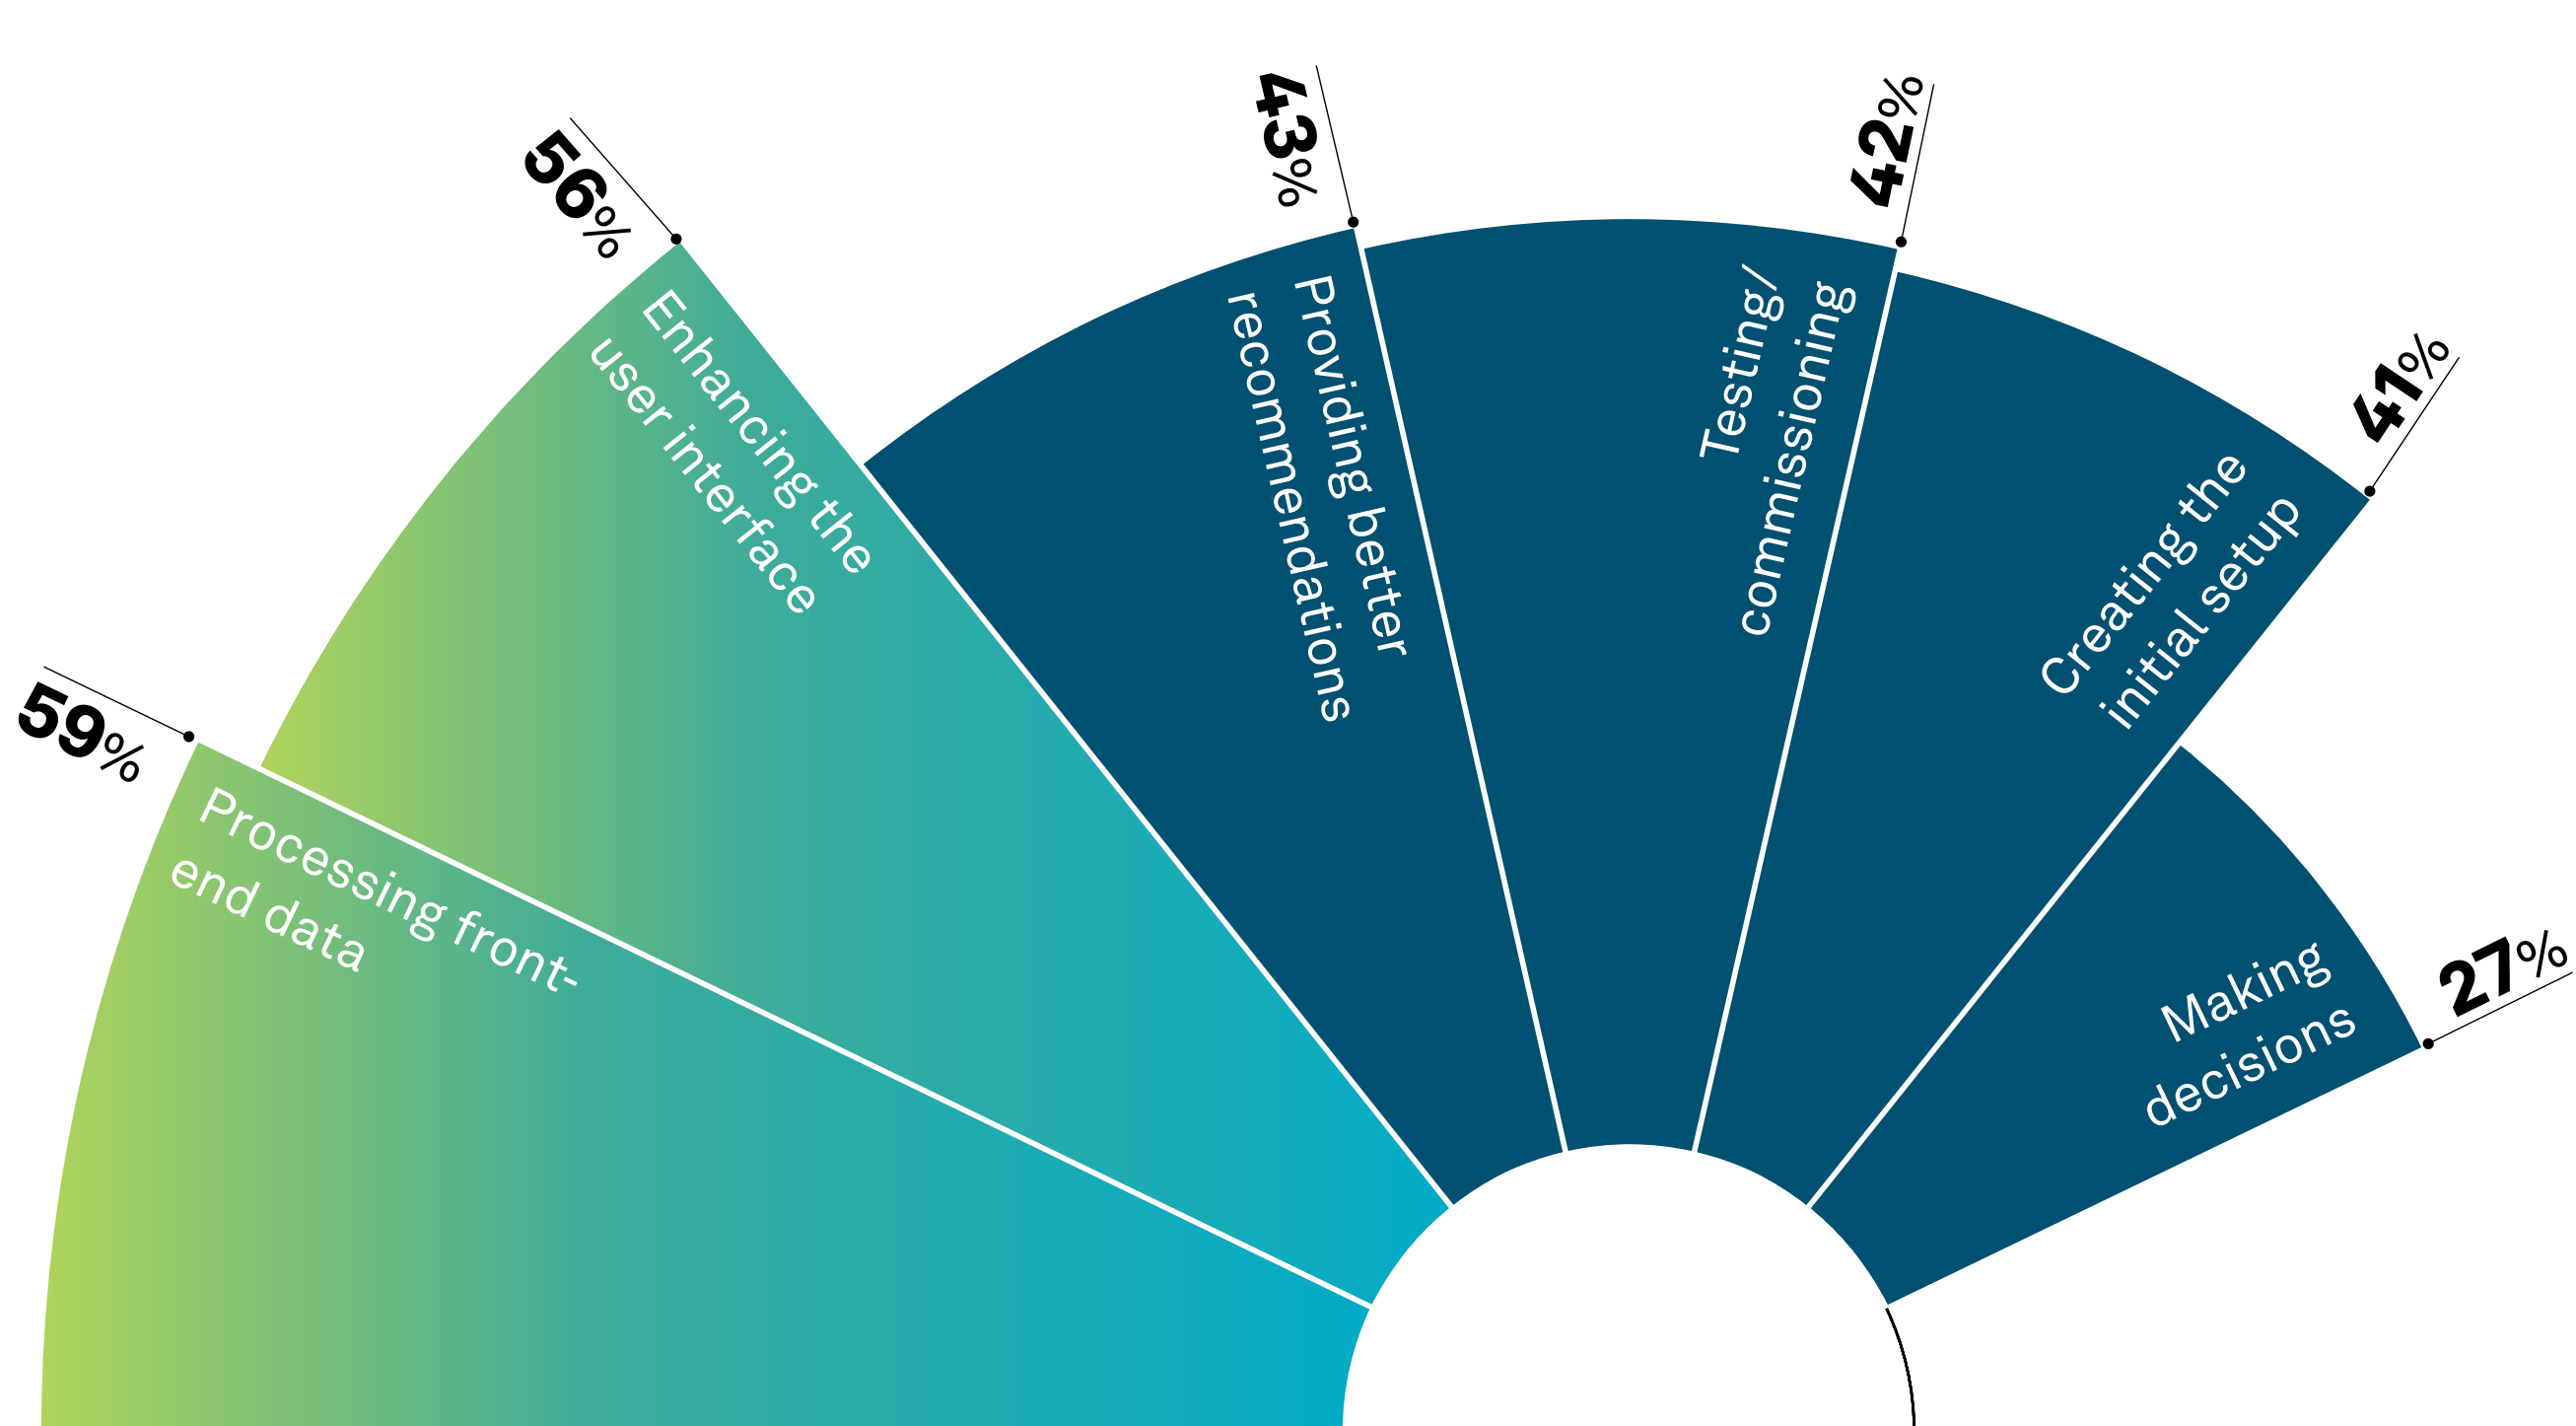 59%
Processing front-
end data
56%
Enhancing the
user interface
43%
Providing better
recommendations
42%
Testing/
commissioning
41%
Creating the
initial setup
27%
Making
decisions